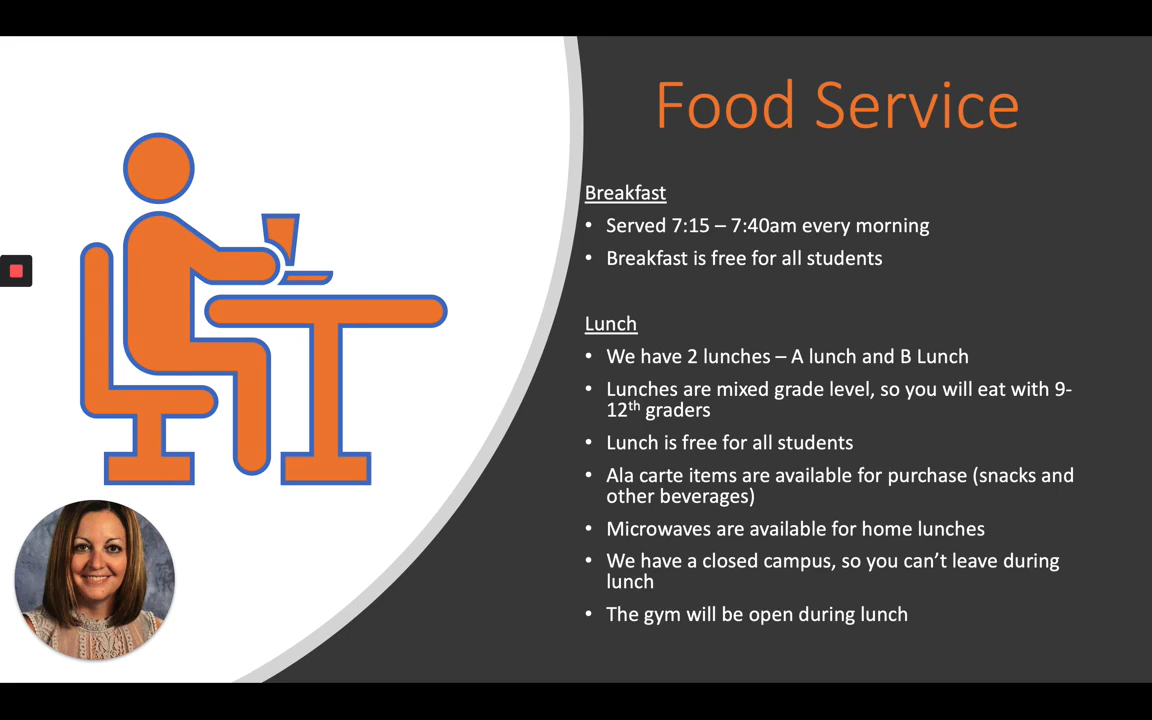 Food Service
Breakfast
• Served 7:15 – 7:40am every morning
• Breakfast is free for all students
Lunch
• We have 2 lunches – A lunch and B Lunch
• Lunches are mixed grade level, so you will eat with 9-
12th graders
• Lunch is free for all students
• Ala carte items are available for purchase (snacks and
other beverages)
• Microwaves are available for home lunches
• We have a closed campus, so you can’t leave during
lunch
• The gym will be open during lunch